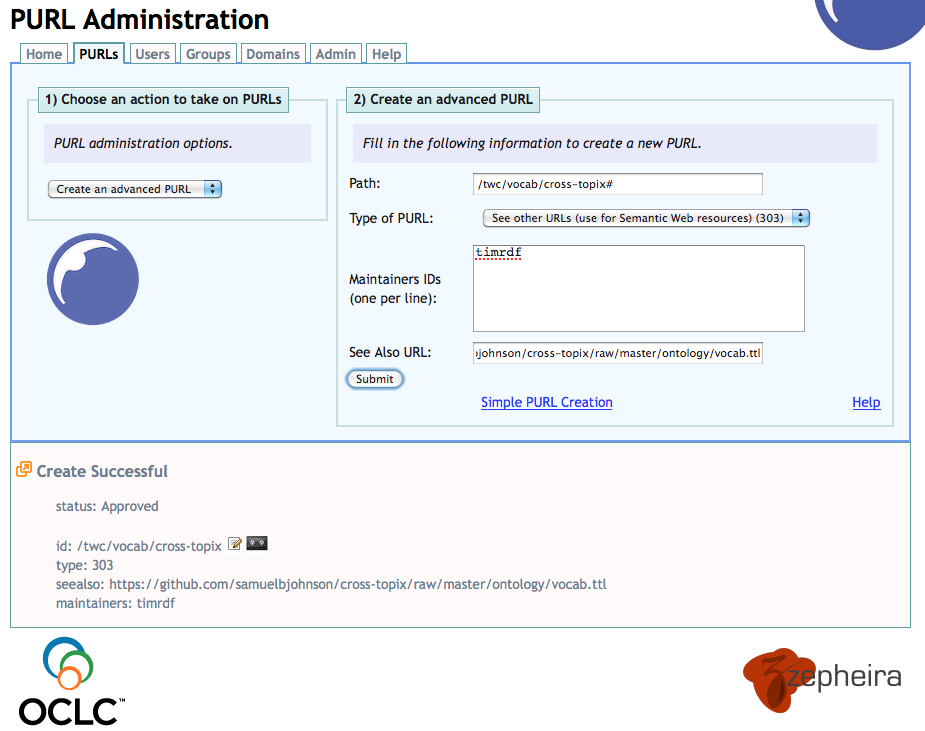 PURL Administration
Home PURLs Users Groups Domains Admin Help
1) Choose an action to take on PURLs
PURL administration options.
Create an advanced PURL
2) Create an advanced PURL
Fill in the following information to create a new PURL.
Path: /twc/vocab/cross-topix#
Type of PURL: See other URLs (use for Semantic Web resources) (303)
Maintainers IDs
(one per line):
timrdf
See Also URL: johnson/cross-topix/raw/master/ontology/vocab.ttl
Submit
Simple PURL Creation Help
Create Successful
status: Approved
id: /twc/vocab/cross-topix
type: 303
seealso: https://github.com/samuelbjohnson/cross-topix/raw/master/ontology/vocab.ttl
maintainers: timrdf
OCLC™
zepheira